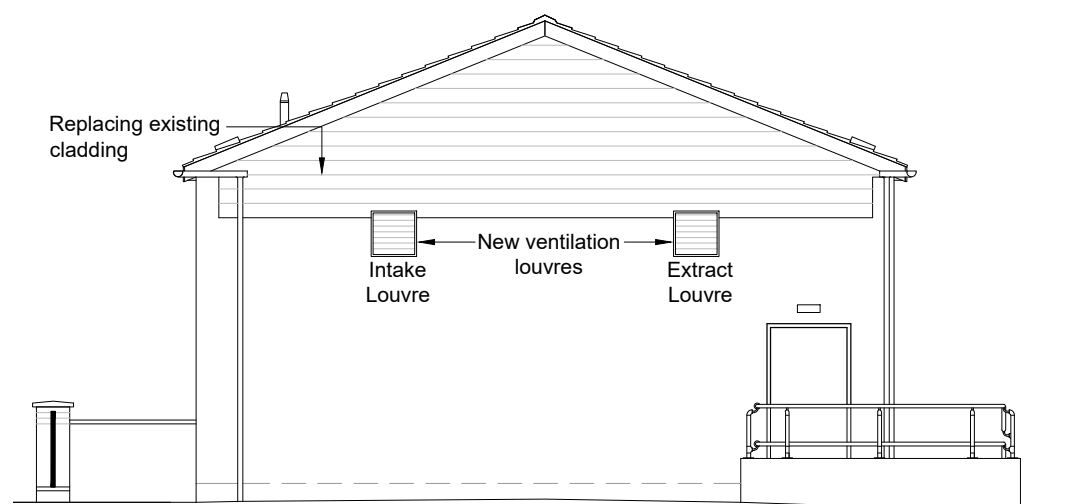 Replacing existing
cladding
New ventilation
louvres
Intake
Louvre
Extract
Louvre